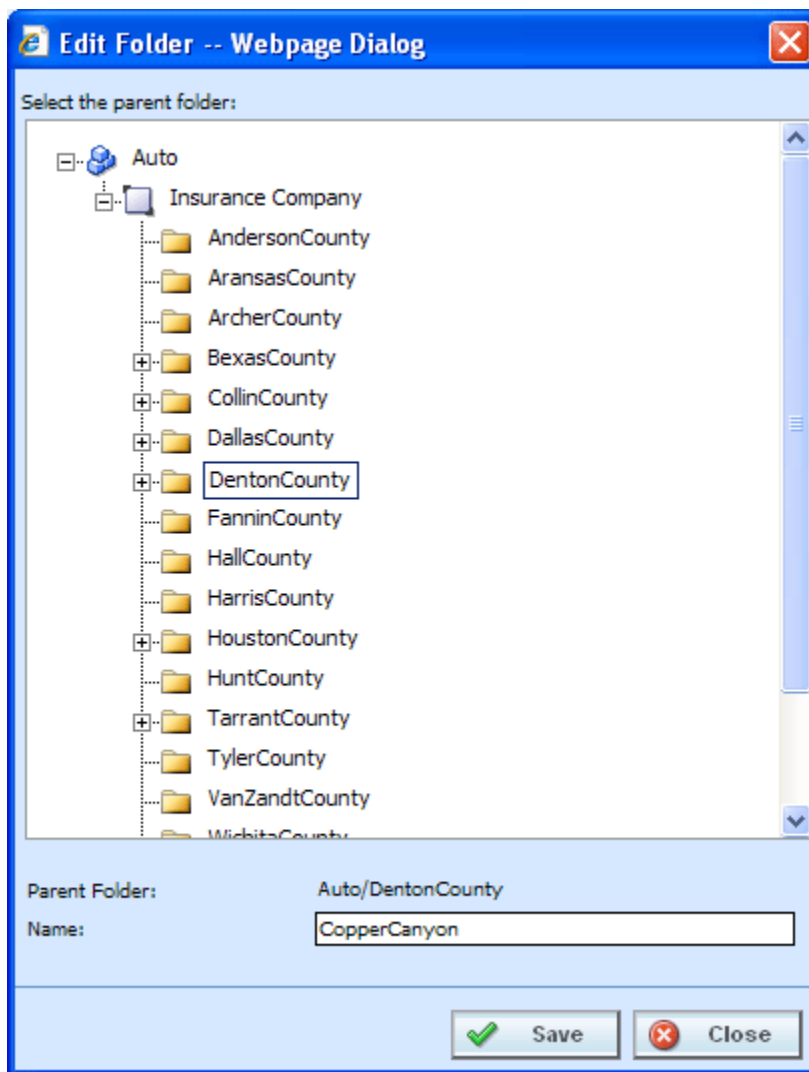 Edit Folder -- Webpage Dialog
Select the parent folder:
Auto
Insurance Company
AndersonCounty
AransasCounty
ArcherCounty
BexasCounty
CollinCounty
DallasCounty
DentonCounty
FanninCounty
HallCounty
HarrisCounty
HoustonCounty
HuntCounty
TarrantCounty
TylerCounty
VanZandtCounty
WichitaCounty
Parent Folder: Auto/DentonCounty
Name: CopperCanyon
Save Close